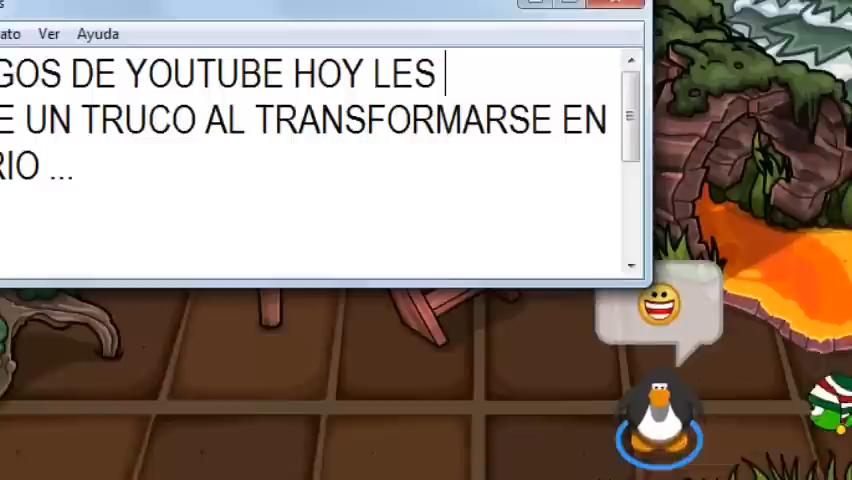 ato Ver Ayuda
GOS DE YOUTUBE HOY LES
E UN TRUCO AL TRANSFORMARSE EN
RIO ...